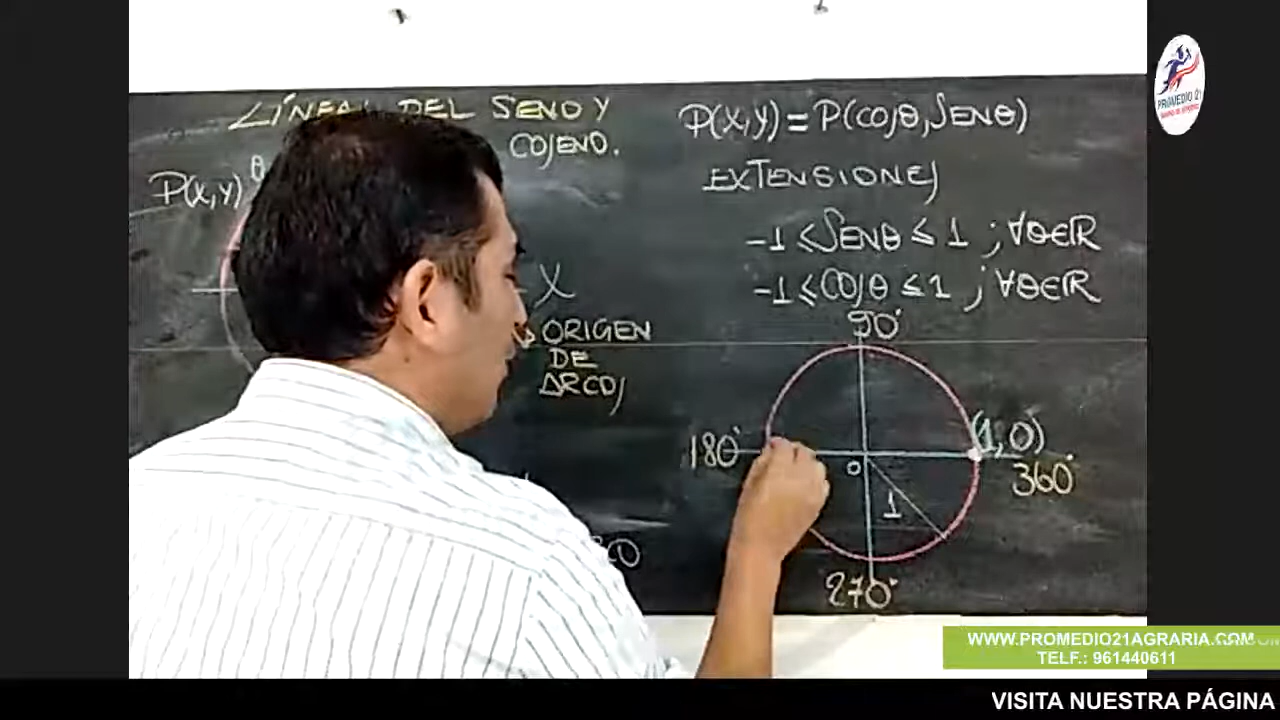 LÍNEAS DEL SENO Y
COSENO.
P(X,Y)
θ
X
ORIGEN
DE
ARCOS
P(X,Y) = P(COSθ, SENθ)
EXTENSIONES
-1 ≤ SENθ ≤ 1 ; ∀θ∈ℝ
-1 ≤ COSθ ≤ 1 ; ∀θ∈ℝ
90°
180°
(1,0)
360°
0
1
270°
PROMEDIO 21
WWW.PROMEDIO21AGRARIA.COM
TELF.: 961440611
VISITA NUESTRA PÁGINA